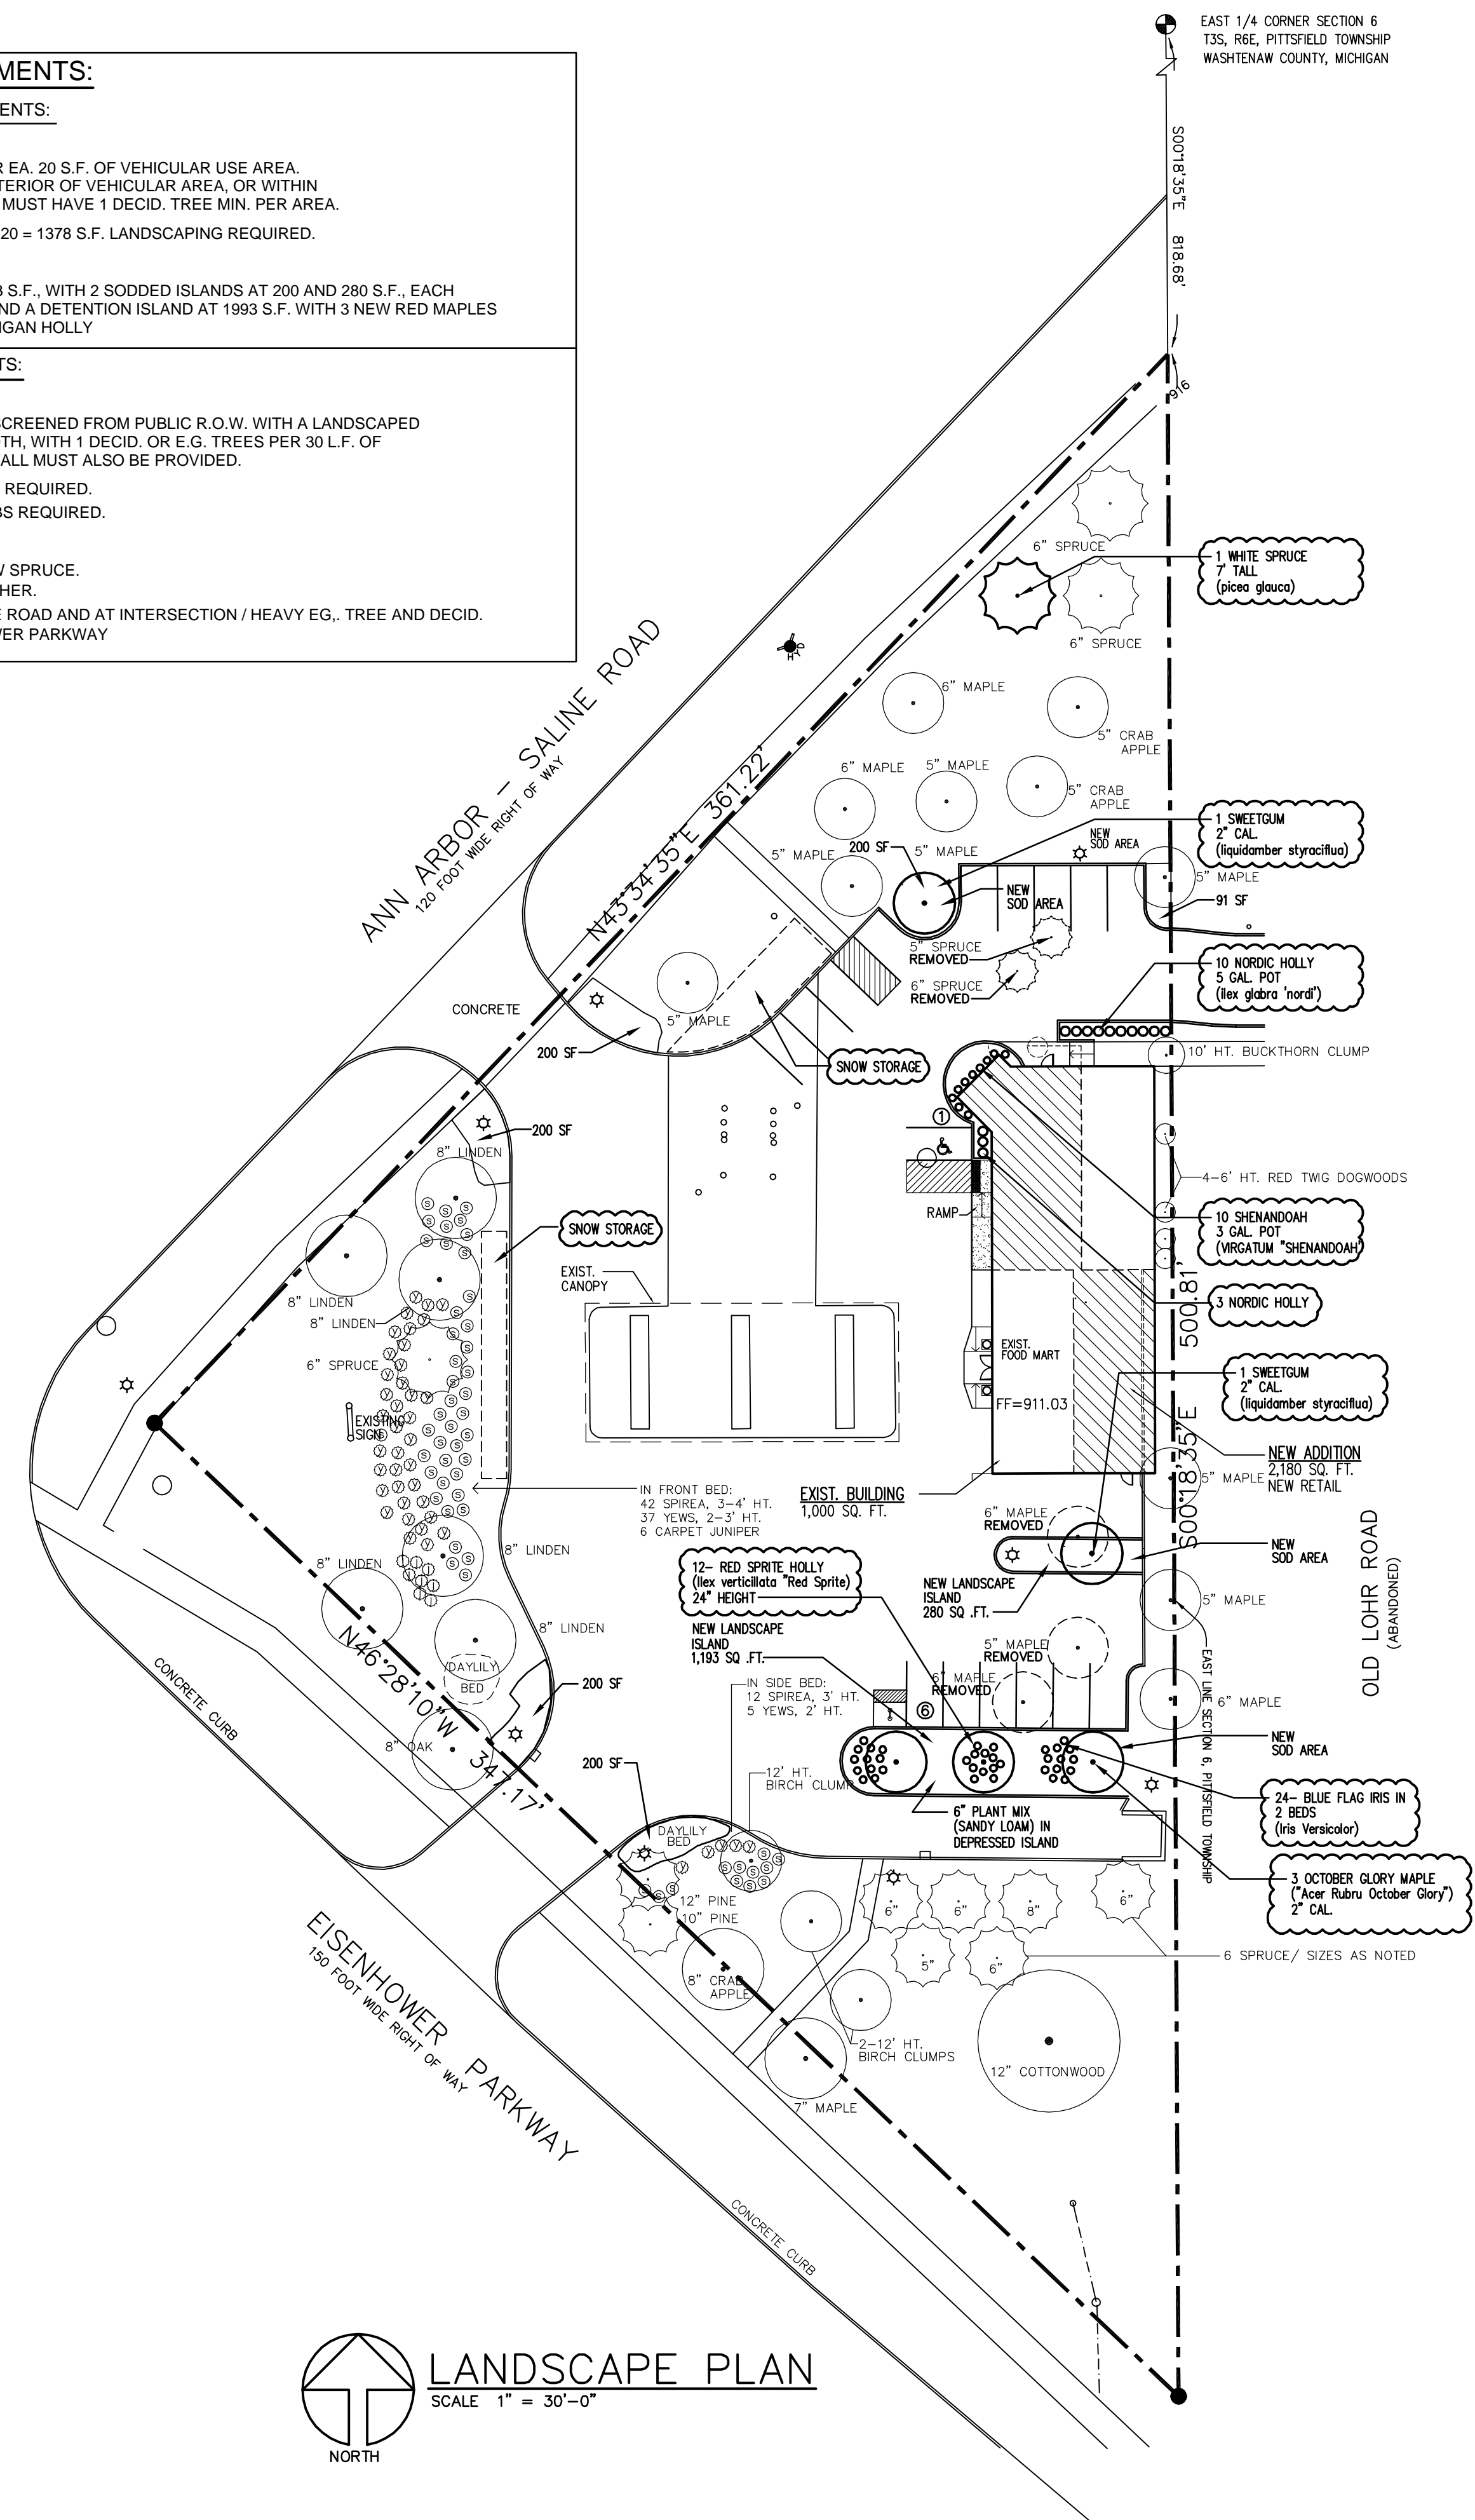 EAST 1/4 CORNER SECTION 6
T3S, R6E, PITTSFIELD TOWNSHIP
WASHTENAW COUNTY, MICHIGAN
MENTS:
ENTS:
R EA. 20 S.F. OF VEHICULAR USE AREA.
TERIOR OF VEHICULAR AREA, OR WITHIN
MUST HAVE 1 DECID. TREE MIN. PER AREA.
20 = 1378 S.F. LANDSCAPING REQUIRED.
S.F., WITH 2 SODDED ISLANDS AT 200 AND 280 S.F., EACH
ND A DETENTION ISLAND AT 1993 S.F. WITH 3 NEW RED MAPLES
IGAN HOLLY
TS:
SCREENED FROM PUBLIC R.O.W. WITH A LANDSCAPED
TH, WITH 1 DECID. OR E.G. TREES PER 30 L.F. OF
ALL MUST ALSO BE PROVIDED.
REQUIRED.
BS REQUIRED.
W SPRUCE.
HER.
E ROAD AND AT INTERSECTION / HEAVY EG,. TREE AND DECID.
WER PARKWAY
S00°18'35"E 818.68'
916
6" SPRUCE
1 WHITE SPRUCE
7' TALL
(picea glauca)
6" SPRUCE
HYD
ANN ARBOR - SALINE ROAD
120 FOOT WIDE RIGHT OF WAY
N43°34'35"E 361.22'
6" MAPLE
5" CRAB
APPLE
6" MAPLE
5" MAPLE
5" CRAB
APPLE
1 SWEETGUM
2" CAL.
(liquidamber styraciflua)
NEW
SOD AREA
200 SF
5" MAPLE
5" MAPLE
5" MAPLE
NEW
SOD AREA
91 SF
5" SPRUCE
REMOVED
6" SPRUCE
REMOVED
10 NORDIC HOLLY
5 GAL. POT
(ilex glabra 'nordi')
CONCRETE
5" MAPLE
200 SF
SNOW STORAGE
10' HT. BUCKTHORN CLUMP
1
200 SF
8" LINDEN
4-6' HT. RED TWIG DOGWOODS
RAMP
10 SHENANDOAH
3 GAL. POT
(VIRGATUM "SHENANDOAH'
SNOW STORAGE
EXIST.
CANOPY
8" LINDEN
8" LINDEN
3 NORDIC HOLLY
500.81'
S00°18'35"E
6" SPRUCE
EXIST.
FOOD MART
FF=911.03
1 SWEETGUM
2" CAL.
(liquidamber styraciflua)
EXISTING
SIGN
NEW ADDITION
2,180 SQ. FT.
NEW RETAIL
5" MAPLE
IN FRONT BED:
42 SPIREA, 3-4' HT.
37 YEWS, 2-3' HT.
6 CARPET JUNIPER
EXIST. BUILDING
1,000 SQ. FT.
6" MAPLE
REMOVED
NEW
SOD AREA
OLD LOHR ROAD
(ABANDONED)
8" LINDEN
8" LINDEN
12- RED SPRITE HOLLY
(Ilex verticillata "Red Sprite)
24" HEIGHT
NEW LANDSCAPE
ISLAND
280 SQ .FT.
5" MAPLE
8" LINDEN
NEW LANDSCAPE
ISLAND
1,193 SQ .FT.
5" MAPLE
REMOVED
6" MAPLE
REMOVED
N46°28'10"W 347.17'
DAYLILY
BED
200 SF
IN SIDE BED:
12 SPIREA, 3' HT.
5 YEWS, 2' HT.
6
6" MAPLE
EAST LINE SECTION 6, PITTSFIELD TOWNSHIP
CONCRETE CURB
8" OAK
NEW
SOD AREA
200 SF
12' HT.
BIRCH CLUMP
6" PLANT MIX
(SANDY LOAM) IN
DEPRESSED ISLAND
24- BLUE FLAG IRIS IN
2 BEDS
(Iris Versicolor)
DAYLILY
BED
3 OCTOBER GLORY MAPLE
("Acer Rubru October Glory")
2" CAL.
12" PINE
10" PINE
6"
6"
8"
6"
5"
6"
6 SPRUCE/ SIZES AS NOTED
8" CRAB
APPLE
2-12' HT.
BIRCH CLUMPS
12" COTTONWOOD
7" MAPLE
EISENHOWER PARKWAY
150 FOOT WIDE RIGHT OF WAY
CONCRETE CURB
LANDSCAPE PLAN
SCALE 1" = 30'-0"
NORTH